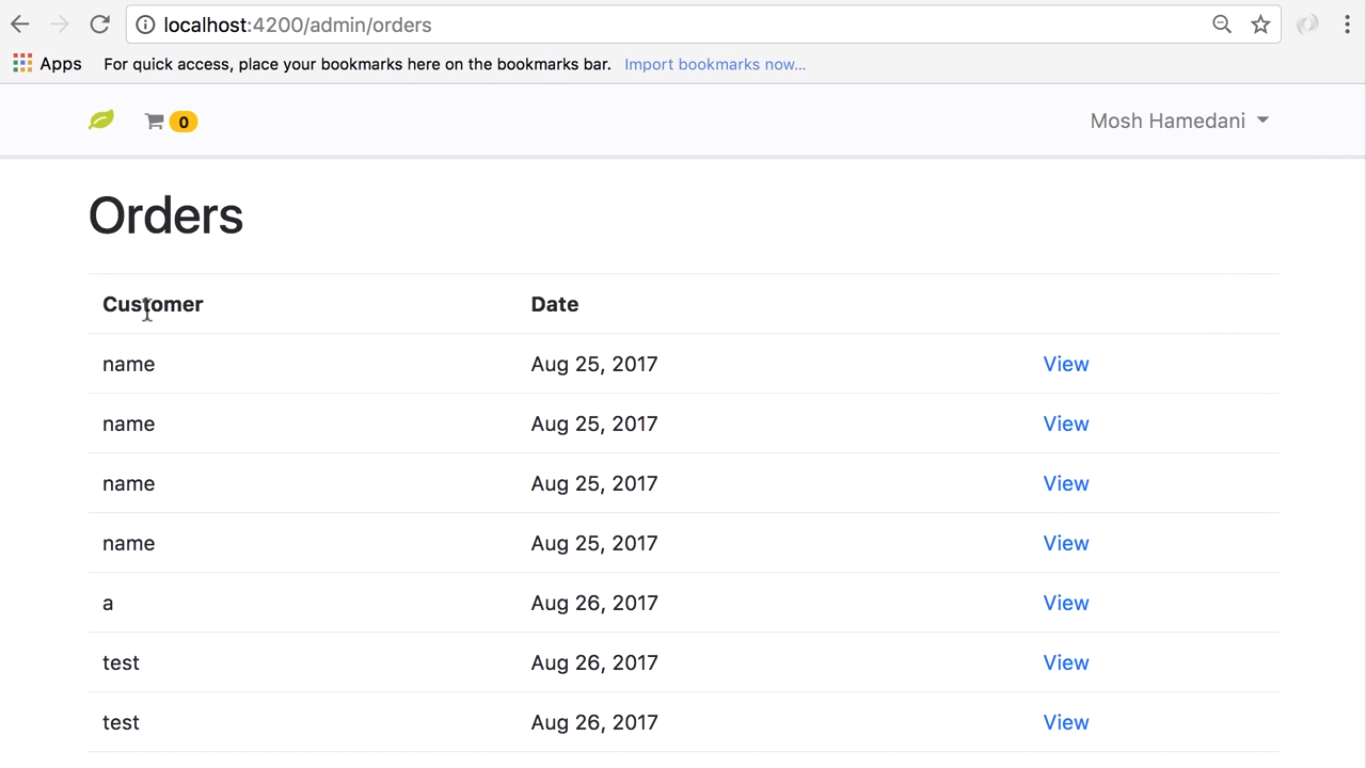 localhost:4200/admin/orders
Apps For quick access, place your bookmarks here on the bookmarks bar. Import bookmarks now...
0 Mosh Hamedani
Orders
Customer Date
name Aug 25, 2017 View
name Aug 25, 2017 View
name Aug 25, 2017 View
name Aug 25, 2017 View
a Aug 26, 2017 View
test Aug 26, 2017 View
test Aug 26, 2017 View